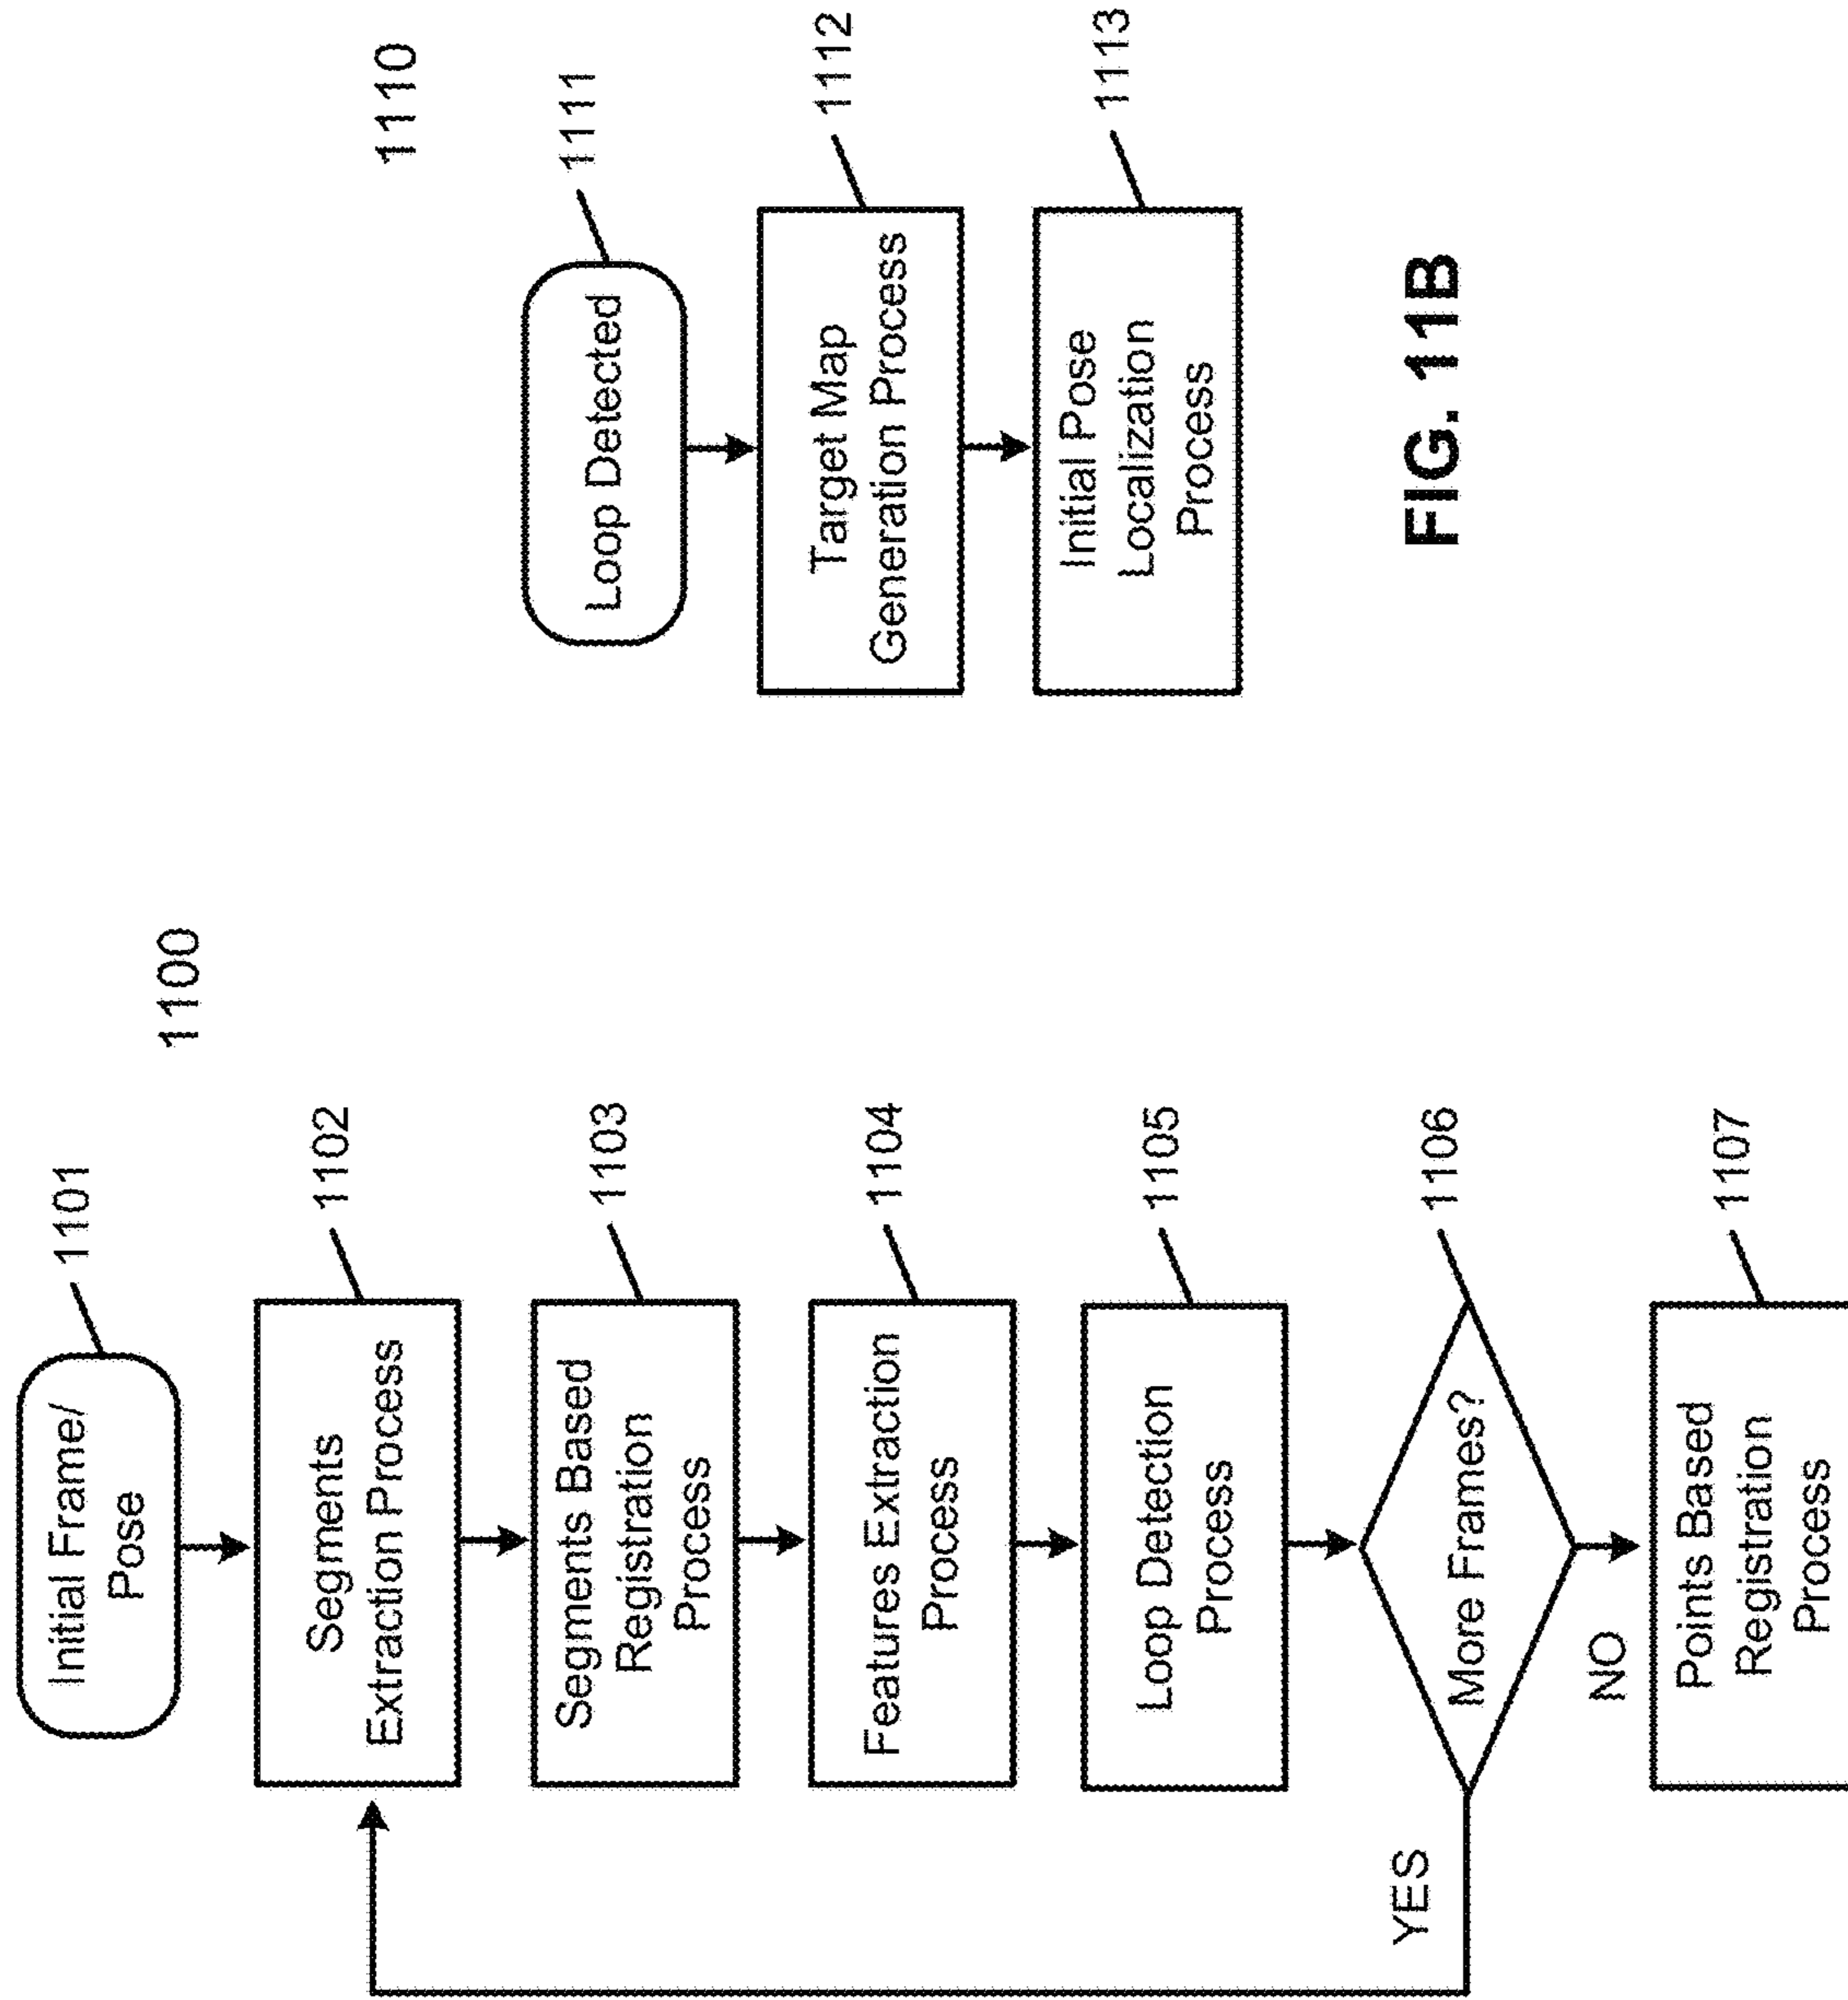 1100
Initial Frame/
Pose
1101
Segments
Extraction Process
1102
Segments Based
Registration
Process
1103
Features Extraction
Process
1104
Loop Detection
Process
1105
More Frames?
1106
YES
NO
Points Based
Registration
Process
1107
1110
Loop Detected
1111
Target Map
Generation Process
1112
Initial Pose
Localization
Process
1113
FIG. 11B